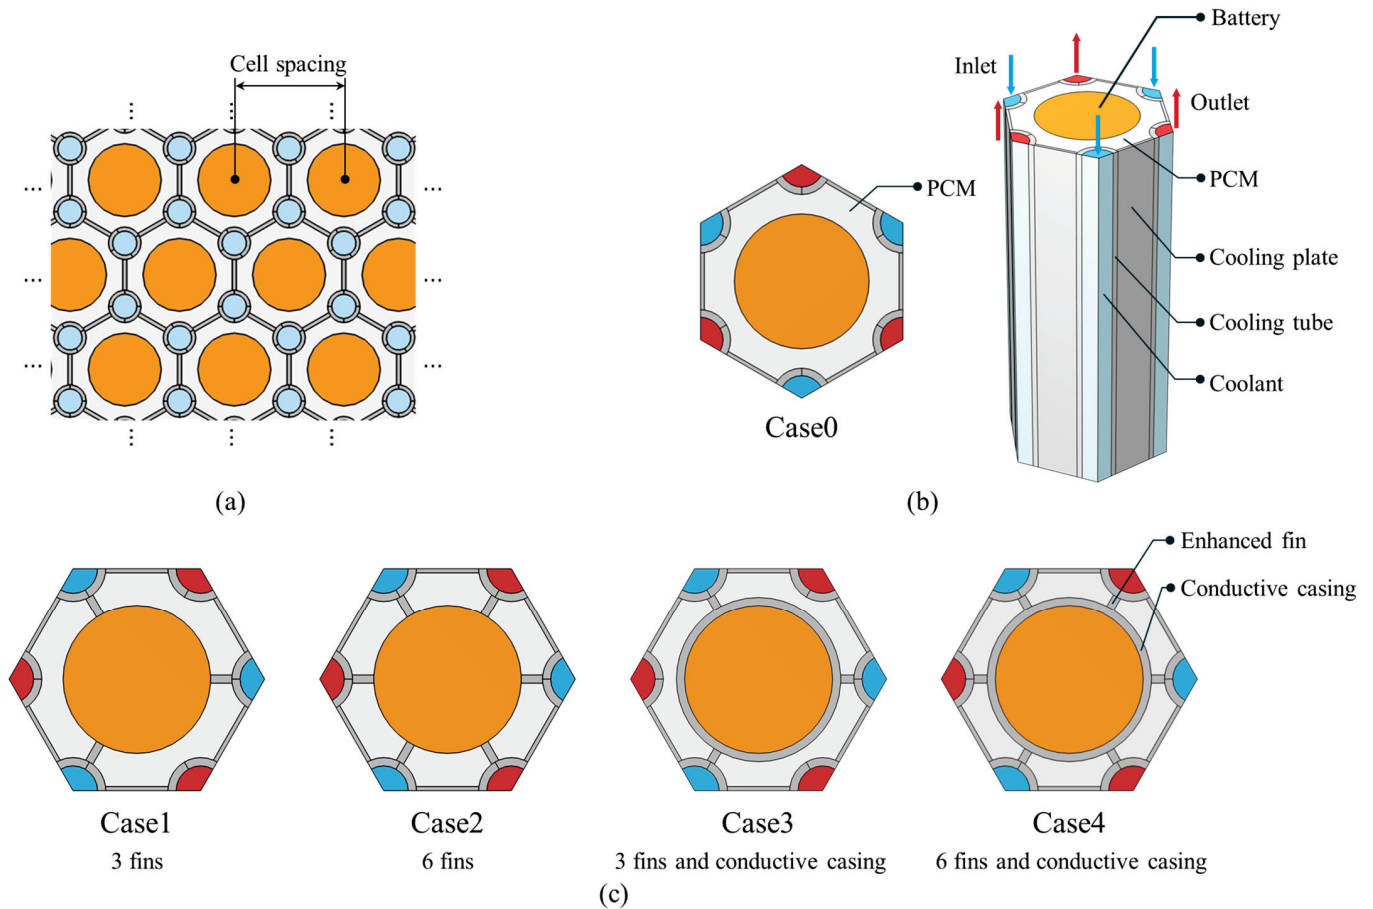 Cell spacing
(a)
Battery
Inlet
Outlet
PCM
PCM
Cooling plate
Cooling tube
Coolant
Case0
(b)
Enhanced fin
Conductive casing
Case1
Case2
Case3
Case4
3 fins
6 fins
3 fins and conductive casing
6 fins and conductive casing
(c)